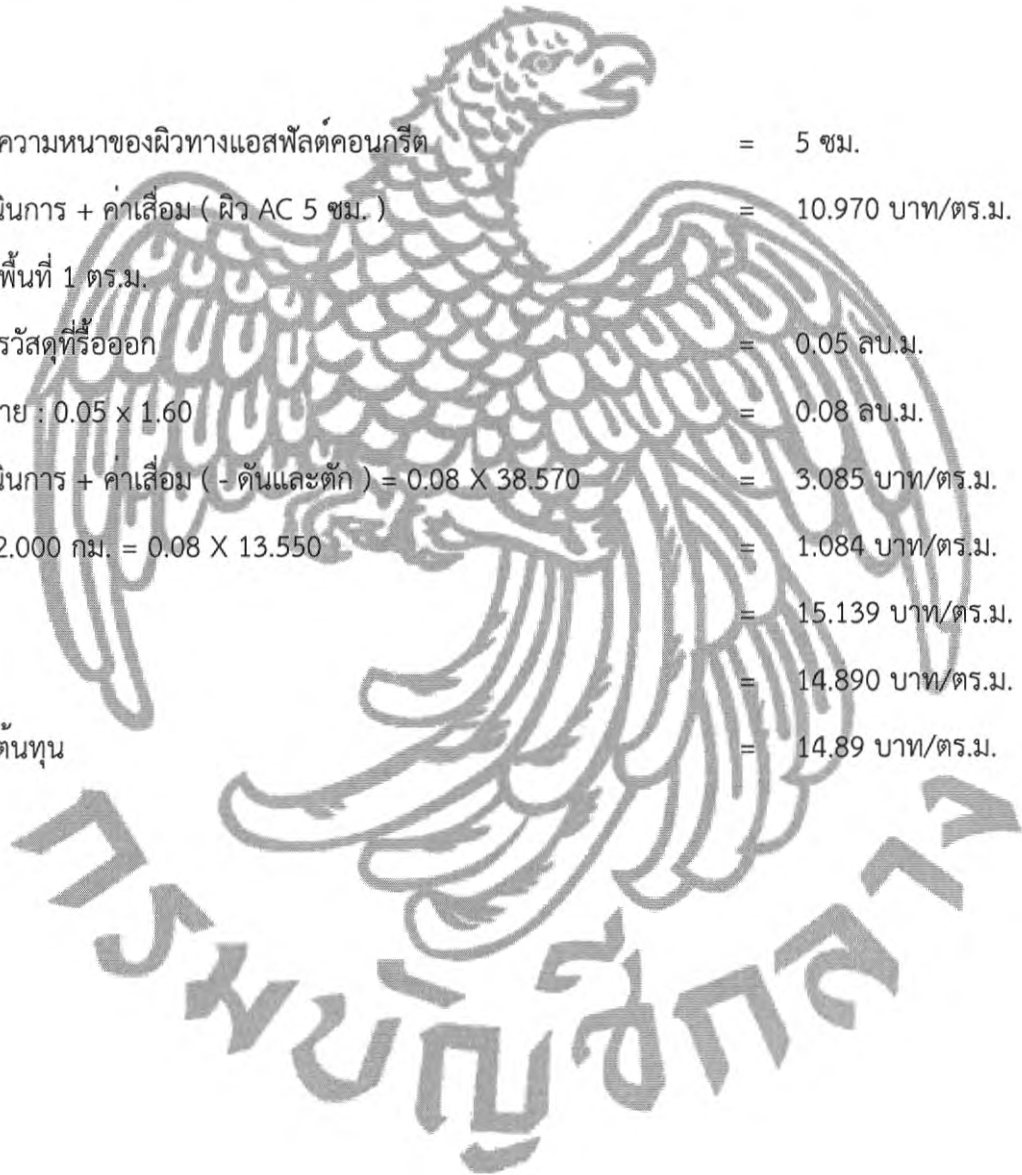 ความหนาของผิวทางแอสฟัลต์คอนกรีต = 5 ซม.
นินการ + ค่าเสื่อม ( ผิว AC 5 ซม. ) = 10.970 บาท/ตร.ม.
พื้นที่ 1 ตร.ม.
รวัสดุที่รื้อออก = 0.05 ลบ.ม.
าย : 0.05 x 1.60 = 0.08 ลบ.ม.
นินการ + ค่าเสื่อม ( - ดันและตัก ) = 0.08 X 38.570 = 3.085 บาท/ตร.ม.
2.000 กม. = 0.08 X 13.550 = 1.084 บาท/ตร.ม.
= 15.139 บาท/ตร.ม.
= 14.890 บาท/ตร.ม.
ต้นทุน = 14.89 บาท/ตร.ม.
กรมบัญชีกลาง